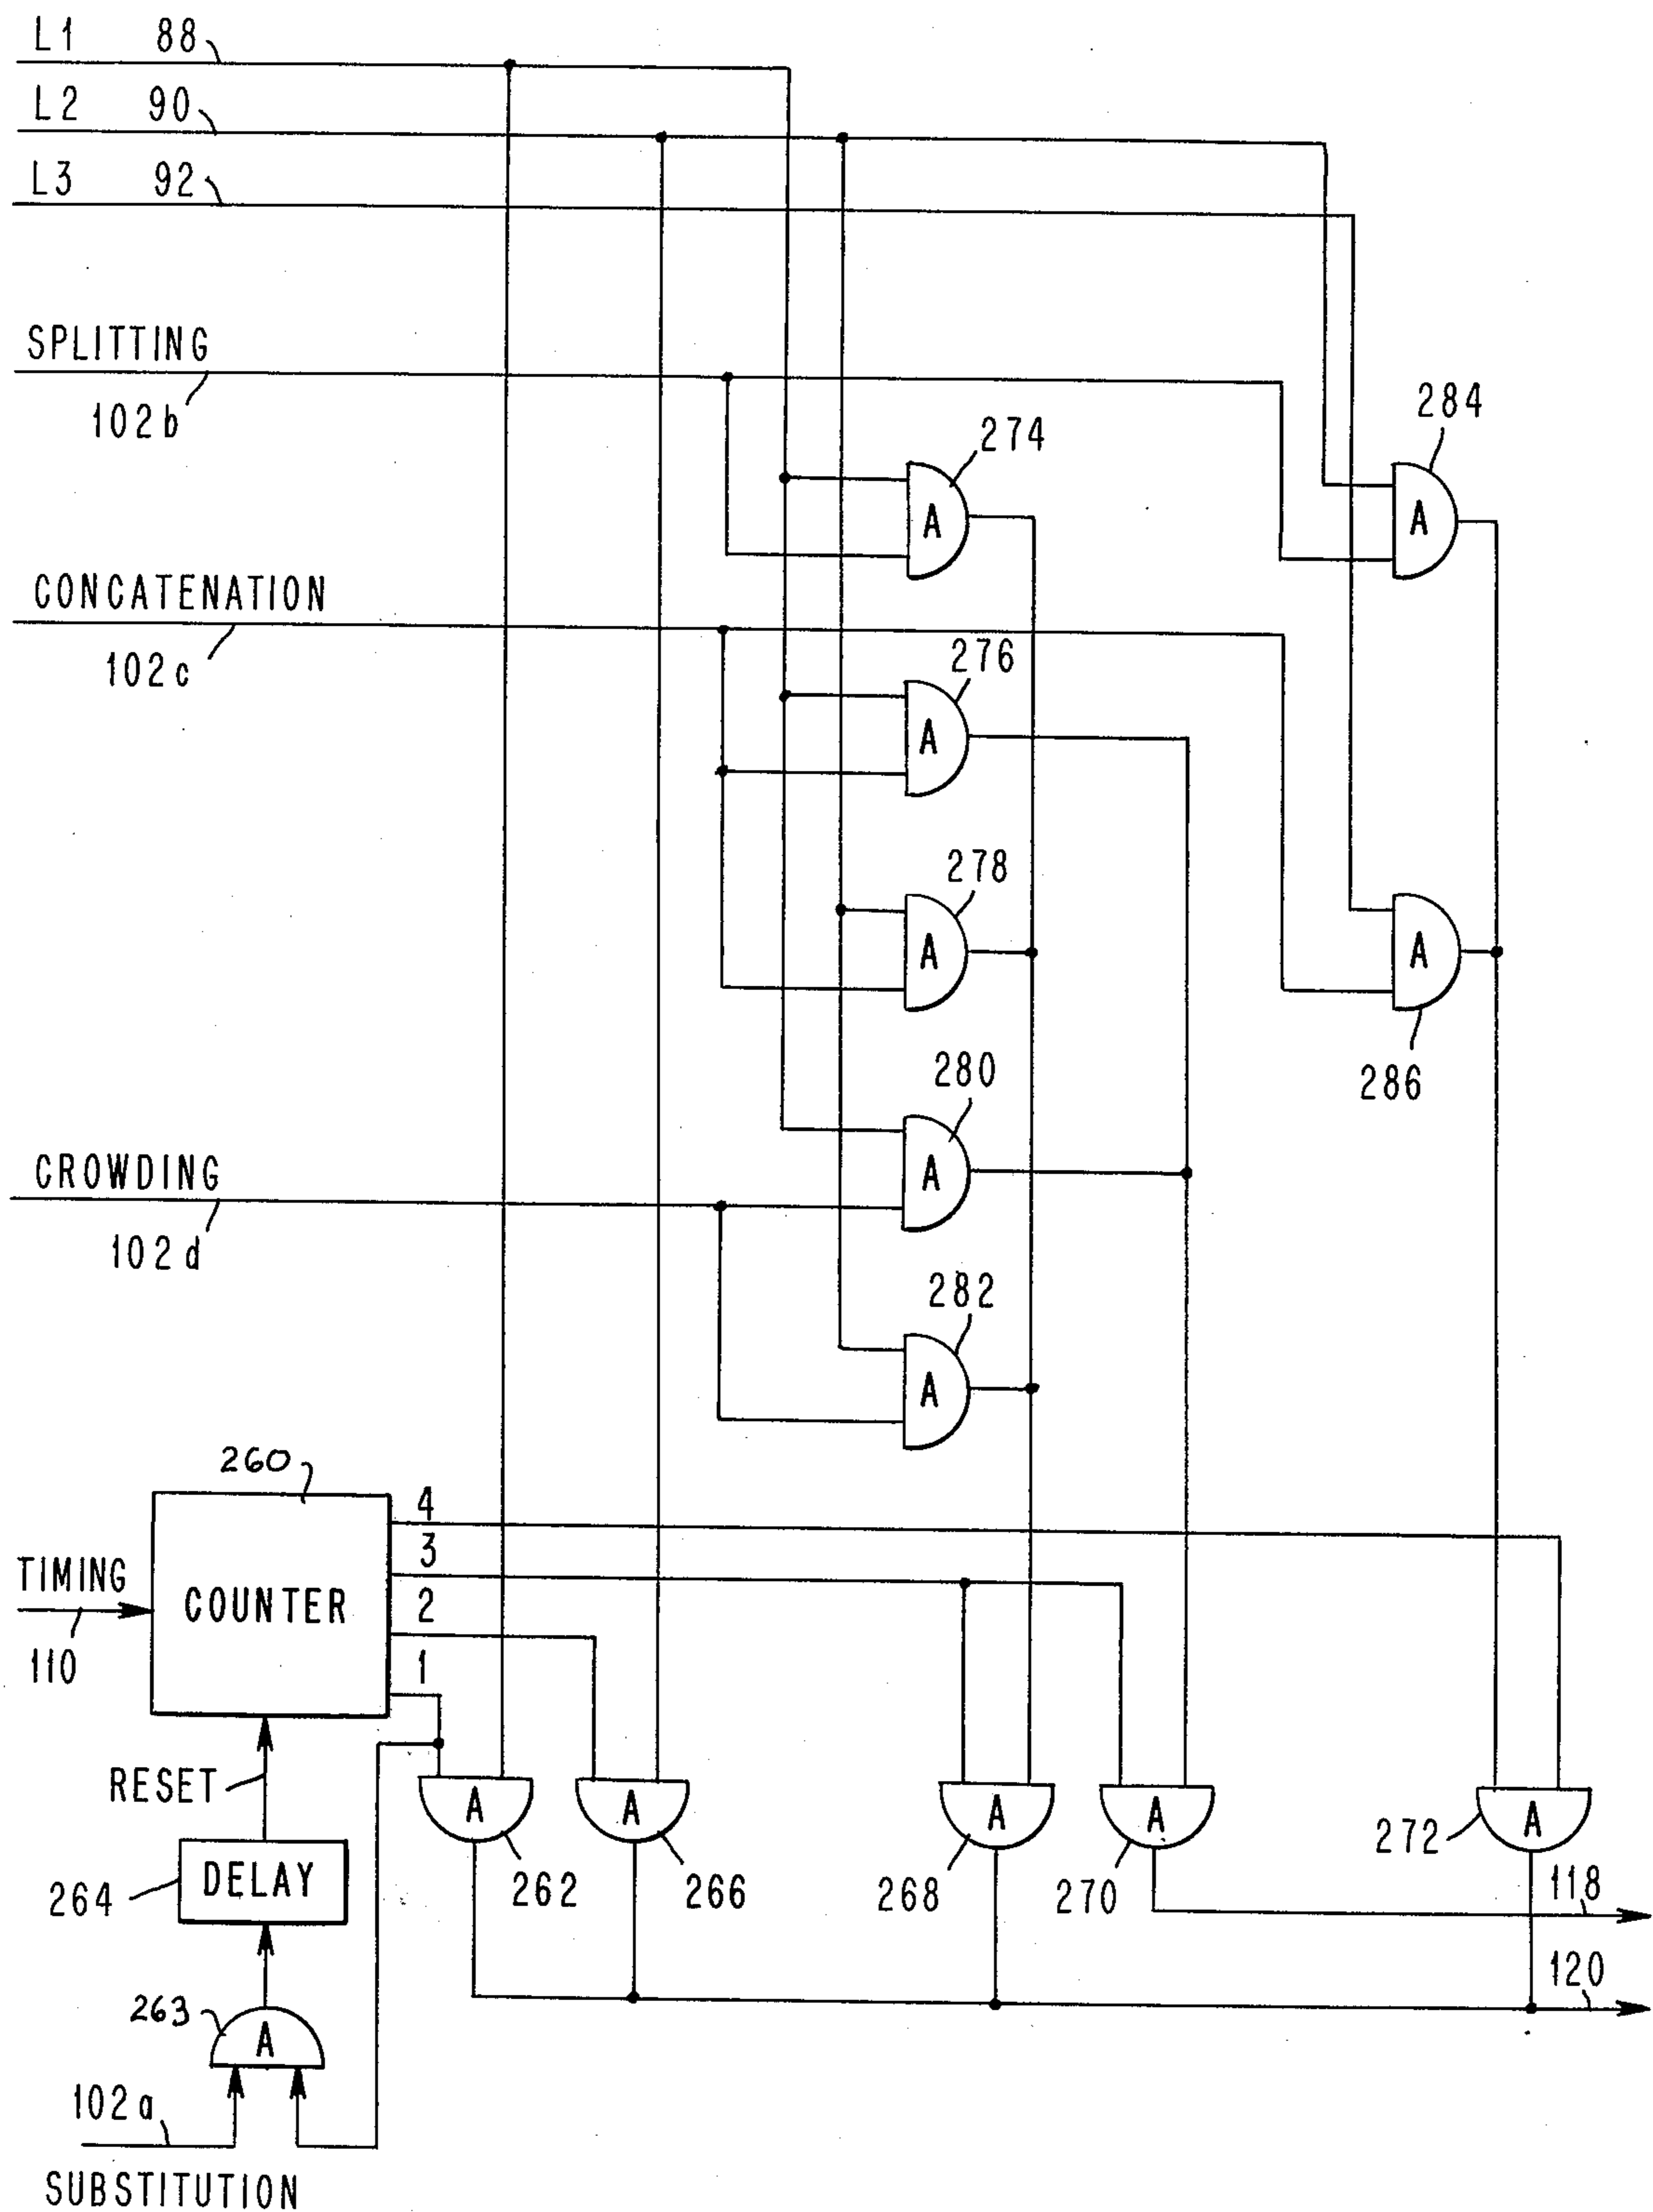 L1 88
L2 90
L3 92
SPLITTING
102b
284
274
A
A
CONCATENATION
102c
276
A
278
A
A
286
280
CROWDING
A
102d
282
A
260
4
3
TIMING
COUNTER
2
110
1
RESET
A
A
A
A
A
272
264
DELAY
262
266
268
270
118
120
263
A
102a
SUBSTITUTION